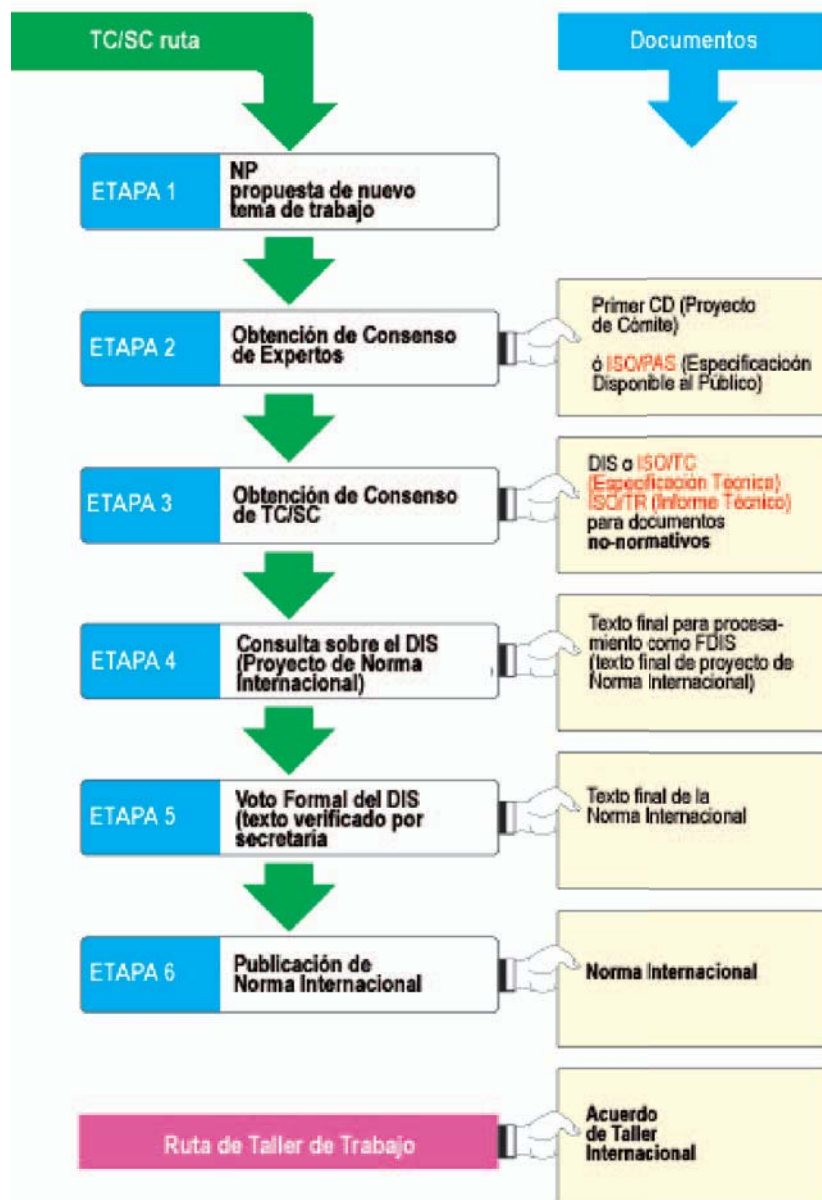 TC/SC ruta
Documentos
ETAPA 1
NP
propuesta de nuevo
tema de trabajo
ETAPA 2
Obtención de Consenso
de Expertos
Primer CD (Proyecto
de Cómite)
ó ISO/PAS (Especificacioón
Disponible al Público)
ETAPA 3
Obtención de Consenso
de TC/SC
DIS o ISO/TC
(Especificación Técnica)
ISO/TR (Informe Técnico)
para documentos
no-normativos
ETAPA 4
Consulta sobre el DIS
(Proyecto de Norma
Internacional)
Texto final para procesa-
miento como FDIS
(texto final de proyecto de
Norma Internacional)
ETAPA 5
Voto Formal del DIS
(texto verificado por
secretaría
Texto final de la
Norma Internacional
ETAPA 6
Publicación de
Norma Internacional
Norma Internacional
Ruta de Taller de Trabajo
Acuerdo
de Taller
Internacional